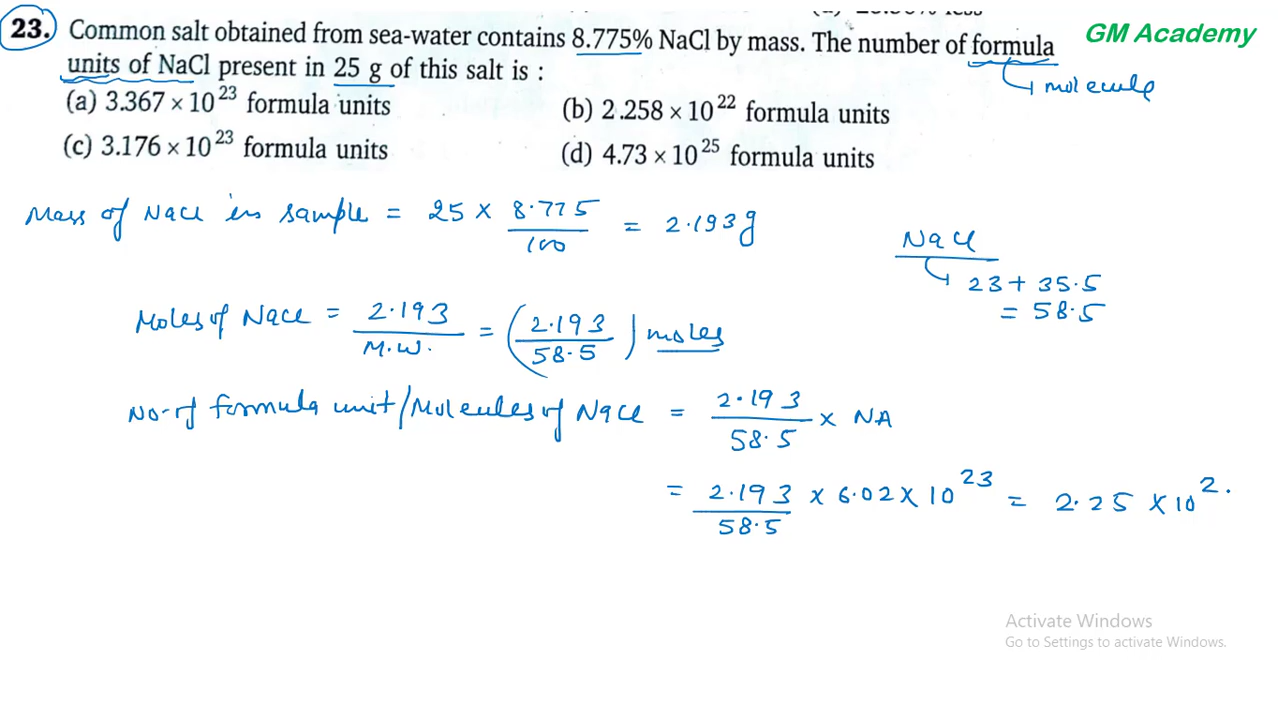 23. Common salt obtained from sea-water contains 8.775% NaCl by mass. The number of formula
GM Academy
units of NaCl present in 25 g of this salt is :
→ molecule
(a) 3.367 × 10^23 formula units
(b) 2.258 × 10^22 formula units
(c) 3.176 × 10^23 formula units
(d) 4.73 × 10^25 formula units
Mass of NaCl in sample = 25 × 8.775/100 = 2.193g
NaCl
→ 23 + 35.5
= 58.5
Moles of NaCl = 2.193/M.W. = (2.193/58.5) moles
No. of formula unit/Molecules of NaCl = 2.193/58.5 × NA
= 2.193/58.5 × 6.02 × 10^23 = 2.25 × 10^2.
Activate Windows
Go to Settings to activate Windows.